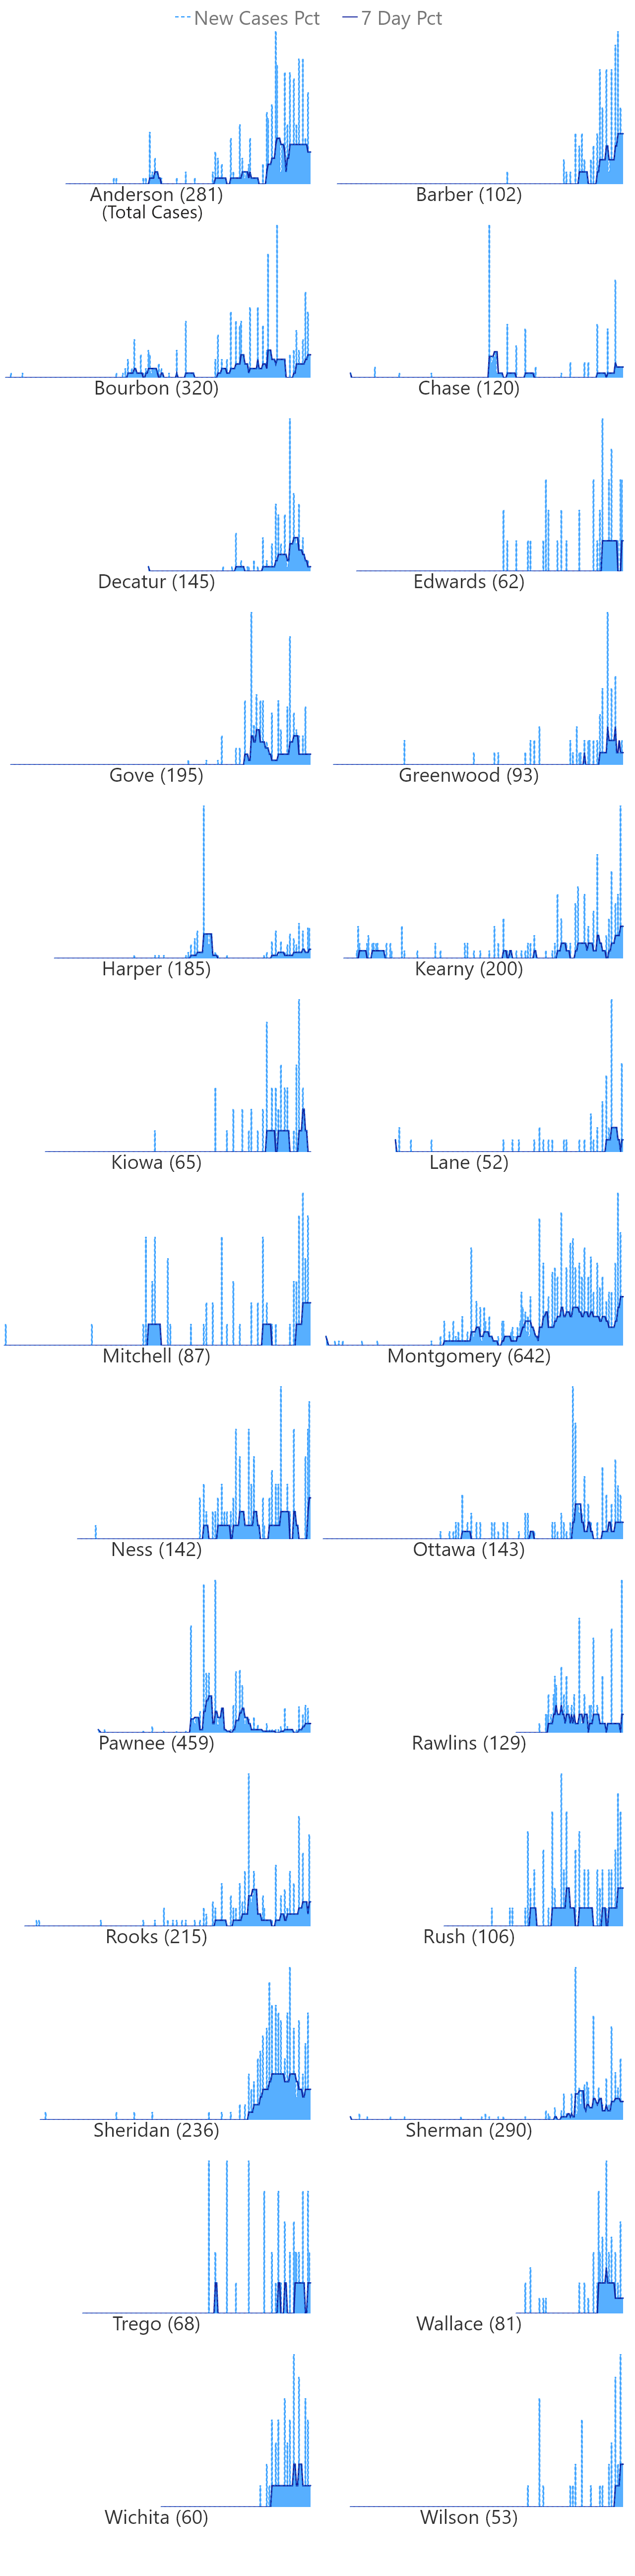 New Cases Pct 7 Day Pct
Anderson (281) Barber (102)
(Total Cases)
Bourbon (320) Chase (120)
Decatur (145) Edwards (62)
Gove (195) Greenwood (93)
Harper (185) Kearny (200)
Kiowa (65) Lane (52)
Mitchell (87) Montgomery (642)
Ness (142) Ottawa (143)
Pawnee (459) Rawlins (129)
Rooks (215) Rush (106)
Sheridan (236) Sherman (290)
Trego (68) Wallace (81)
Wichita (60) Wilson (53)